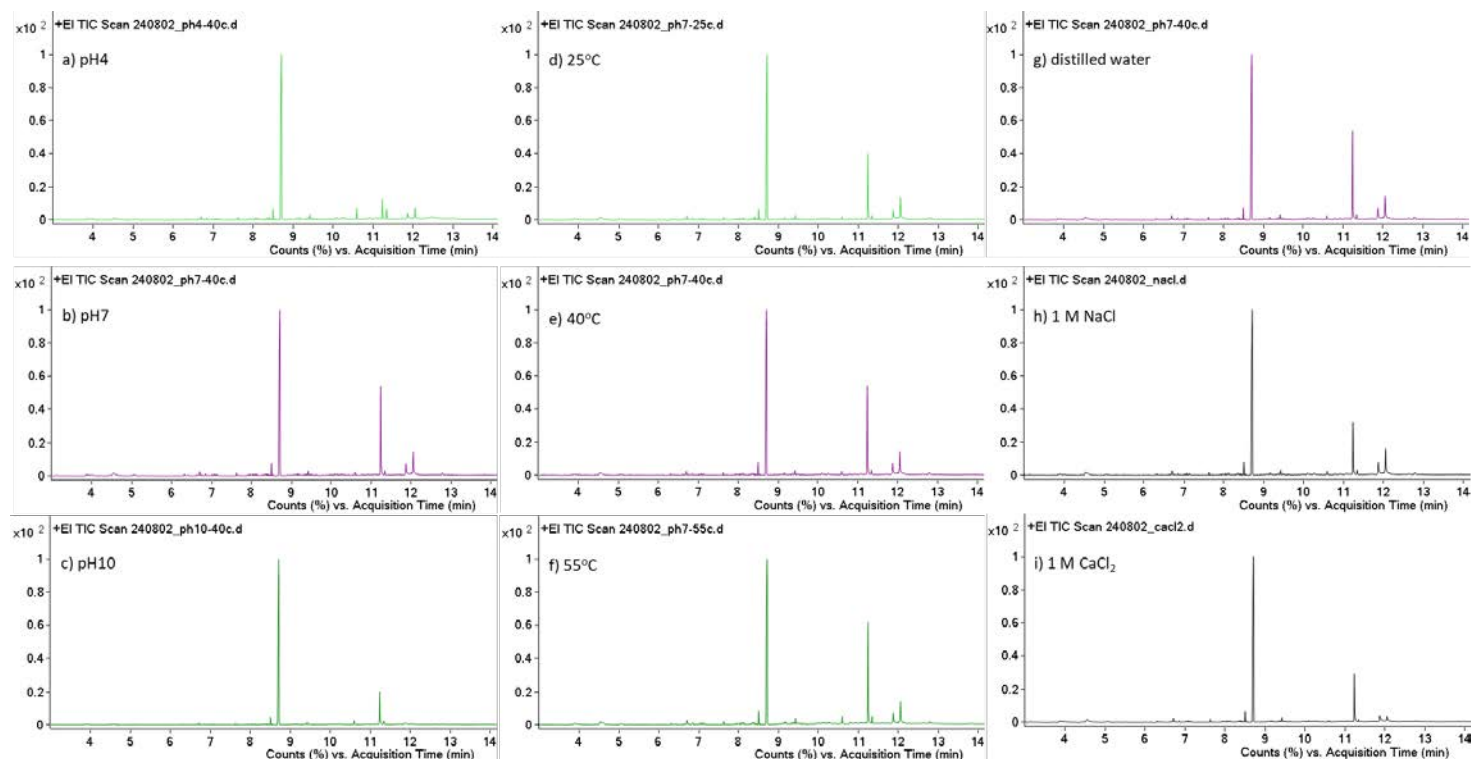 +EI TIC Scan 240802_ph4-40c.d
x10 2
a) pH4
1
0.8
0.6
0.4
0.2
0
4 5 6 7 8 9 10 11 12 13 14
Counts (%) vs. Acquisition Time (min)
+EI TIC Scan 240802_ph7-25c.d
x10 2
d) 25°C
1
0.8
0.6
0.4
0.2
0
4 5 6 7 8 9 10 11 12 13 14
Counts (%) vs. Acquisition Time (min)
+EI TIC Scan 240802_ph7-40c.d
x10 2
g) distilled water
1
0.8
0.6
0.4
0.2
0
4 5 6 7 8 9 10 11 12 13 14
Counts (%) vs. Acquisition Time (min)
+EI TIC Scan 240802_ph7-40c.d
x10 2
b) pH7
1
0.8
0.6
0.4
0.2
0
4 5 6 7 8 9 10 11 12 13 14
Counts (%) vs. Acquisition Time (min)
+EI TIC Scan 240802_ph7-40c.d
x10 2
e) 40°C
1
0.8
0.6
0.4
0.2
0
4 5 6 7 8 9 10 11 12 13 14
Counts (%) vs. Acquisition Time (min)
+EI TIC Scan 240802_nacl.d
x10 2
h) 1 M NaCl
1
0.8
0.6
0.4
0.2
0
4 5 6 7 8 9 10 11 12 13 14
Counts (%) vs. Acquisition Time (min)
+EI TIC Scan 240802_ph10-40c.d
x10 2
c) pH10
1
0.8
0.6
0.4
0.2
0
4 5 6 7 8 9 10 11 12 13 14
Counts (%) vs. Acquisition Time (min)
+EI TIC Scan 240802_ph7-55c.d
x10 2
f) 55°C
1
0.8
0.6
0.4
0.2
0
4 5 6 7 8 9 10 11 12 13 14
Counts (%) vs. Acquisition Time (min)
+EI TIC Scan 240802_cacl2.d
x10 2
i) 1 M CaCl₂
1
0.8
0.6
0.4
0.2
0
4 5 6 7 8 9 10 11 12 13 14
Counts (%) vs. Acquisition Time (min)